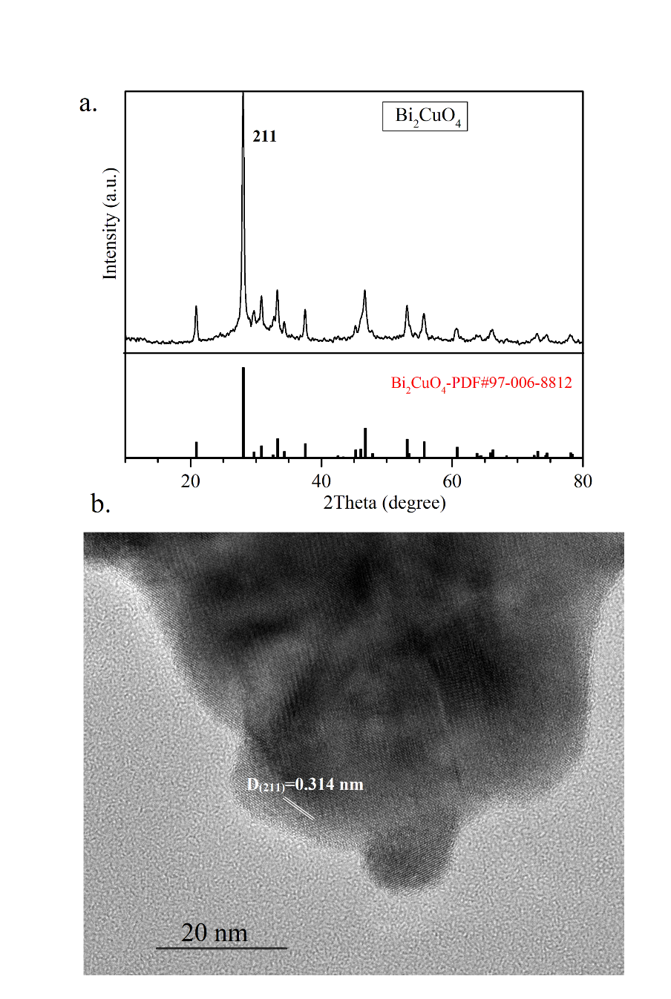 a.
Bi₂CuO₄
211
Intensity (a.u.)
Bi₂CuO₄-PDF#97-006-8812
20 40 60 80
2Theta (degree)
b.
D₍₂₁₁₎=0.314 nm
20 nm